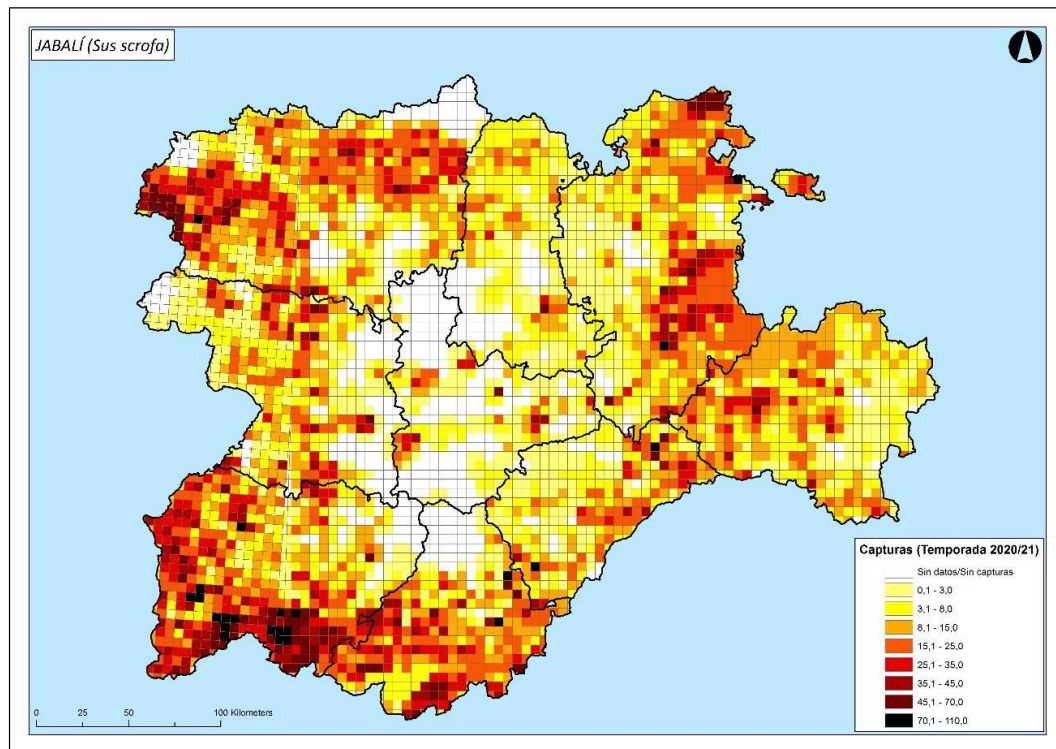 JABALÍ (Sus scrofa)
Capturas (Temporada 2020/21)
Sin datos/Sin capturas
0,1 - 3,0
3,1 - 8,0
8,1 - 15,0
15,1 - 25,0
25,1 - 35,0
35,1 - 45,0
45,1 - 70,0
70,1 - 110,0
0 25 50 100 Kilometers